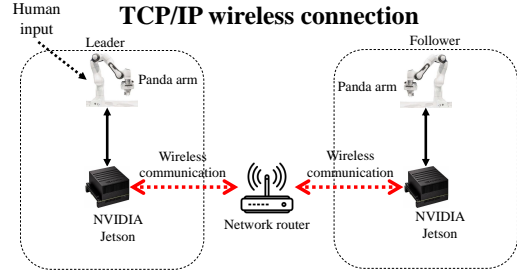 TCP/IP wireless connection
Human
input
Leader
Follower
Panda arm
Panda arm
Wireless
communication
Wireless
communication
NVIDIA
Jetson
Network router
NVIDIA
Jetson